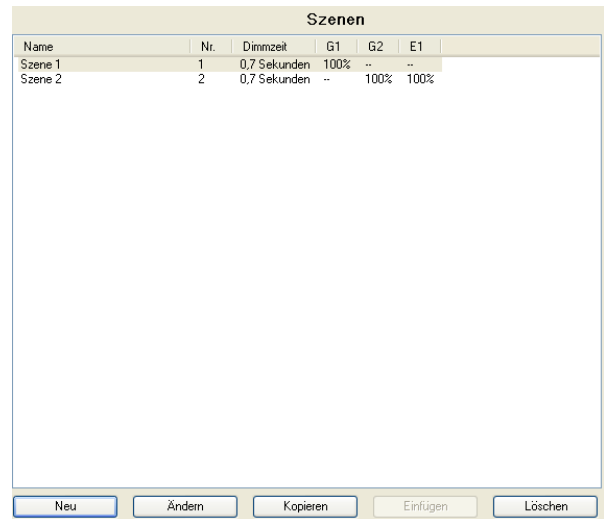 Szenen
Name Nr. Dimmzeit G1 G2 E1
Szene 1 1 0,7 Sekunden 100% -- --
Szene 2 2 0,7 Sekunden -- 100% 100%
Neu Ändern Kopieren Einfügen Löschen